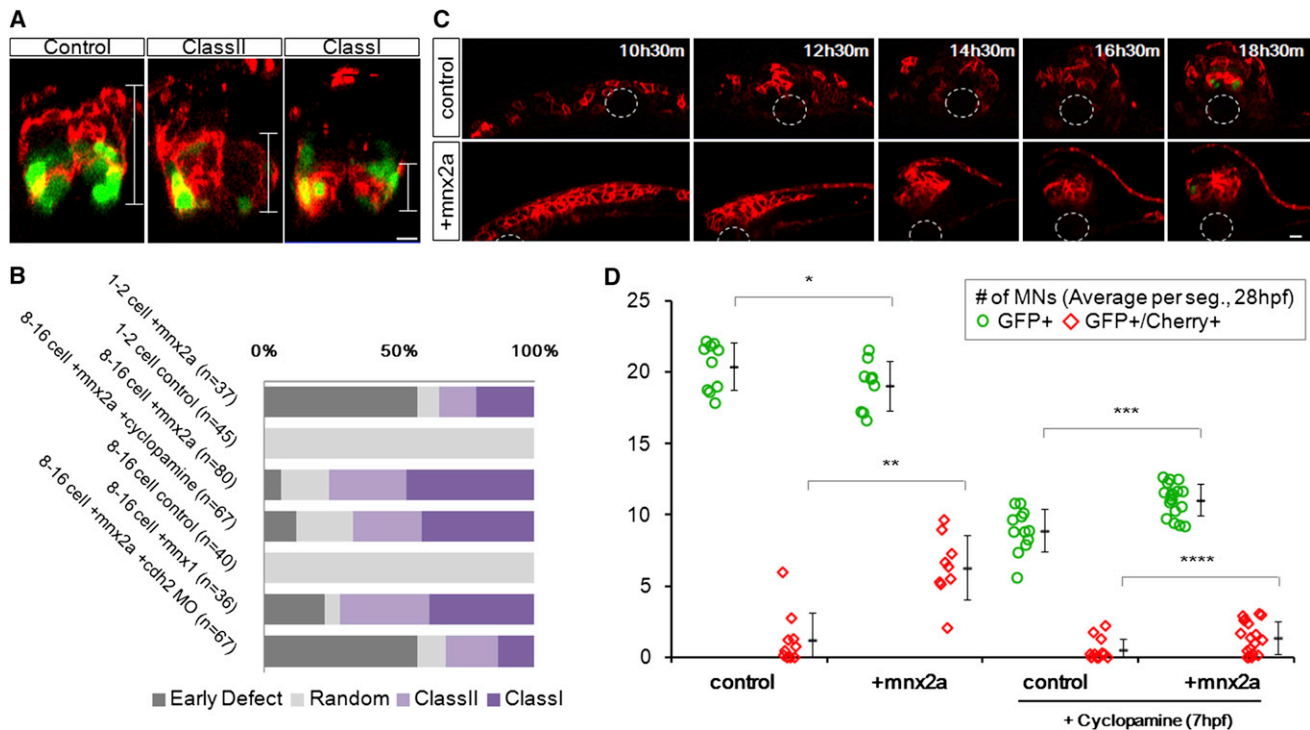 A
Control
ClassII
ClassI
B
1-2 cell +mnx2a (n=37)
1-2 cell control (n=45)
8-16 cell +mnx2a (n=80)
8-16 cell +mnx2a +cyclopamine (n=67)
8-16 cell control (n=40)
8-16 cell +mnx1 (n=36)
8-16 cell +mnx2a +cdh2 MO (n=67)
0% 50% 100%
Early Defect Random ClassII ClassI
C
control
10h30m 12h30m 14h30m 16h30m 18h30m
+mnx2a
D
# of MNs (Average per seg., 28hpf)
GFP+ GFP+/Cherry+
25
20
15
10
5
0
*
**
***
****
control +mnx2a control +mnx2a
+ Cyclopamine (7hpf)